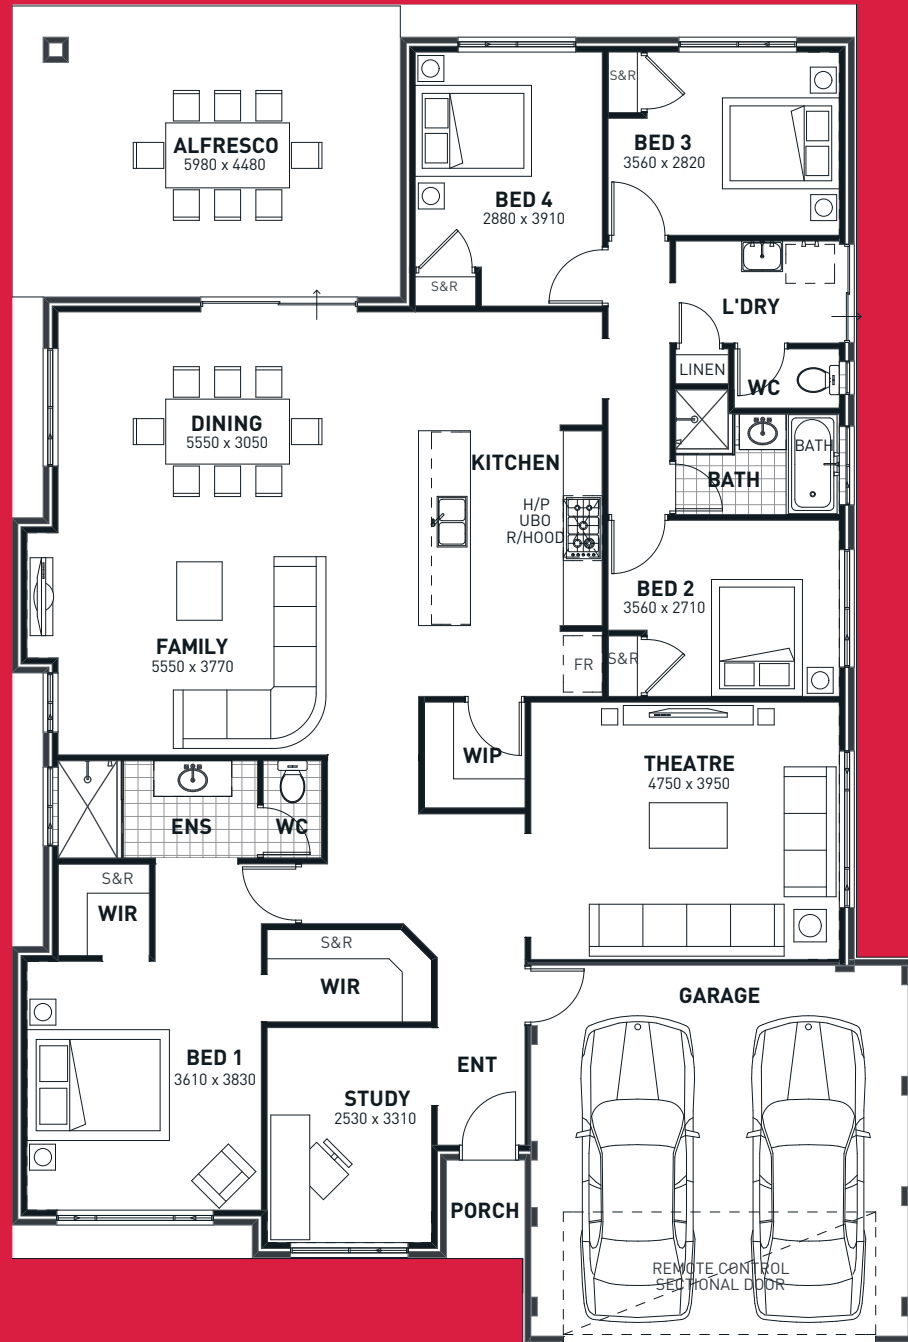 S&R
BED 3
3560 x 2820
ALFRESCO
5980 x 4480
BED 4
2880 x 3910
S&R
L'DRY
LINEN
WC
DINING
5550 x 3050
KITCHEN
H/P
UBO
R/HOOD
BATH
BATH
BED 2
3560 x 2710
FAMILY
5550 x 3770
FR
S&R
WIP
THEATRE
4750 x 3950
ENS
WC
S&R
WIR
S&R
WIR
GARAGE
BED 1
3610 x 3830
ENT
STUDY
2530 x 3310
PORCH
REMOTE CONTROL
SECTIONAL DOOR